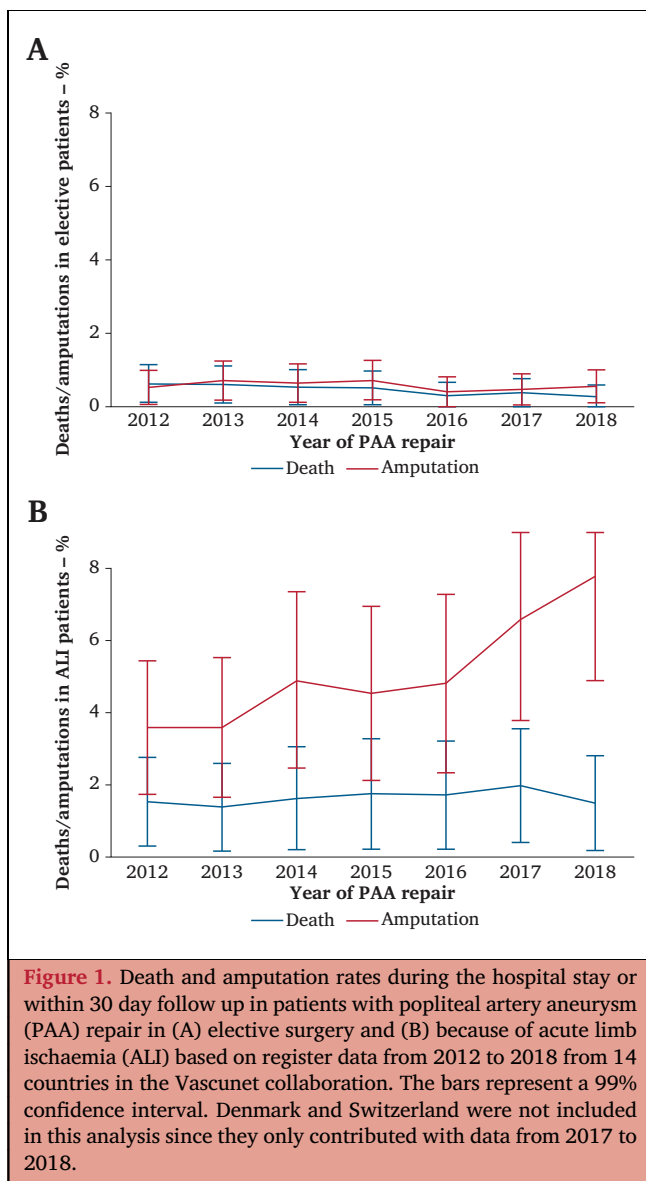 A
Deaths/amputations in elective patients – %
8
6
4
2
0
2012 2013 2014 2015 2016 2017 2018
Year of PAA repair
Death Amputation
B
Deaths/amputations in ALI patients – %
8
6
4
2
0
2012 2013 2014 2015 2016 2017 2018
Year of PAA repair
Death Amputation
Figure 1. Death and amputation rates during the hospital stay or
within 30 day follow up in patients with popliteal artery aneurysm
(PAA) repair in (A) elective surgery and (B) because of acute limb
ischaemia (ALI) based on register data from 2012 to 2018 from 14
countries in the Vascunet collaboration. The bars represent a 99%
confidence interval. Denmark and Switzerland were not included
in this analysis since they only contributed with data from 2017 to
2018.